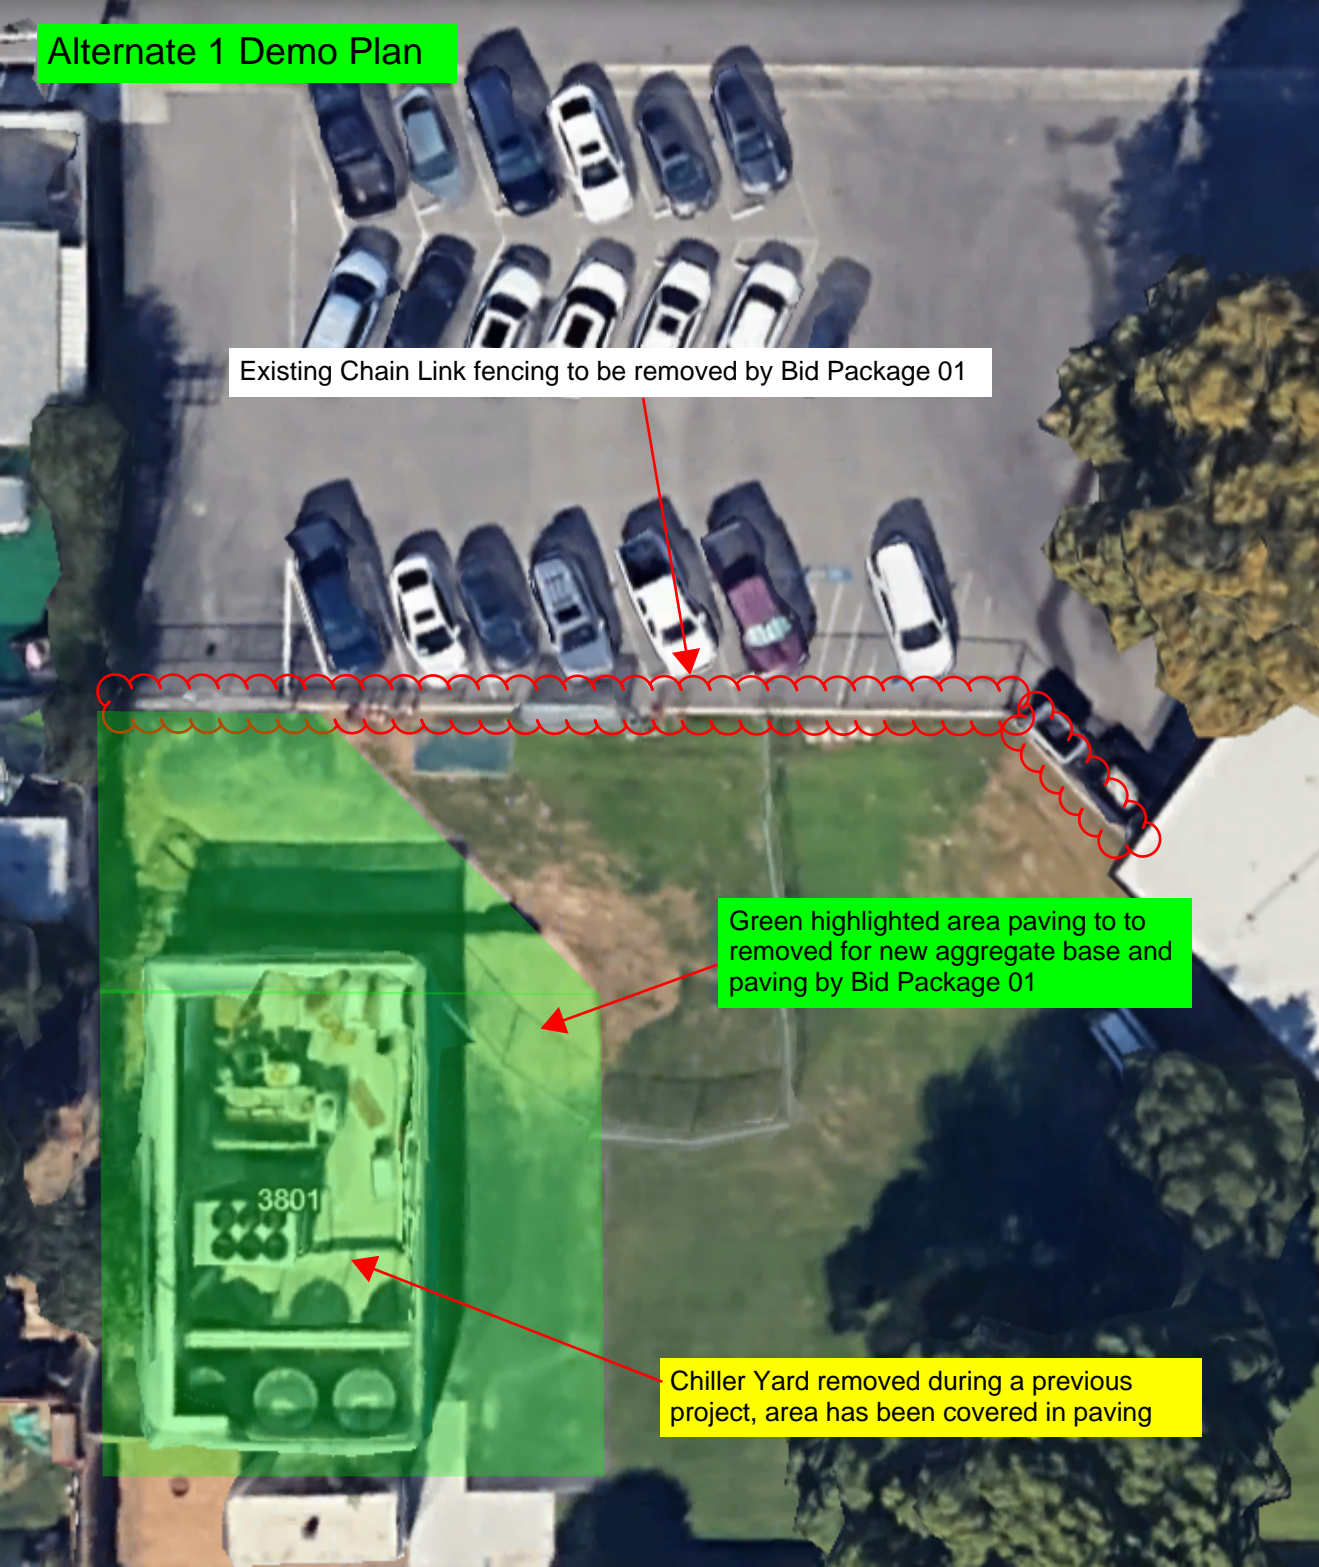 Alternate 1 Demo Plan
Existing Chain Link fencing to be removed by Bid Package 01
Green highlighted area paving to to
removed for new aggregate base and
paving by Bid Package 01
3801
Chiller Yard removed during a previous
project, area has been covered in paving